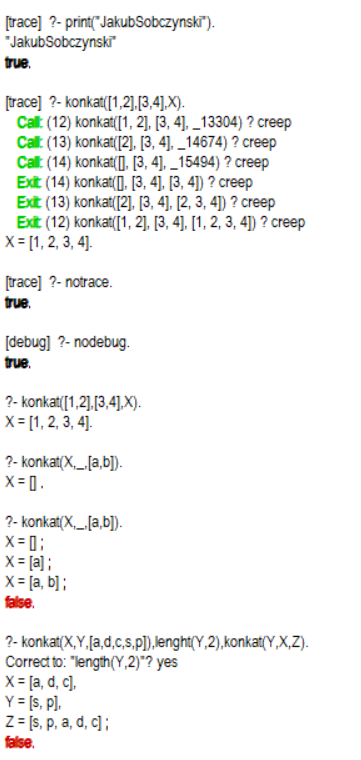 [trace]  ?- print("JakubSobczynski").
"JakubSobczynski"
true.

[trace]  ?- konkat([1,2],[3,4],X).
   Call: (12) konkat([1, 2], [3, 4], _13304) ? creep
   Call: (13) konkat([2], [3, 4], _14674) ? creep
   Call: (14) konkat([], [3, 4], _15494) ? creep
   Exit: (14) konkat([], [3, 4], [3, 4]) ? creep
   Exit: (13) konkat([2], [3, 4], [2, 3, 4]) ? creep
   Exit: (12) konkat([1, 2], [3, 4], [1, 2, 3, 4]) ? creep
X = [1, 2, 3, 4].

[trace]  ?- notrace.
true.

[debug]  ?- nodebug.
true.

?- konkat([1,2],[3,4],X).
X = [1, 2, 3, 4].

?- konkat(X,_,[a,b]).
X = [] .

?- konkat(X,_,[a,b]).
X = [] ;
X = [a] ;
X = [a, b] ;
false.

?- konkat(X,Y,[a,d,c,s,p]),lenght(Y,2),konkat(Y,X,Z).
Correct to: "length(Y,2)"? yes
X = [a, d, c],
Y = [s, p],
Z = [s, p, a, d, c] ;
false.